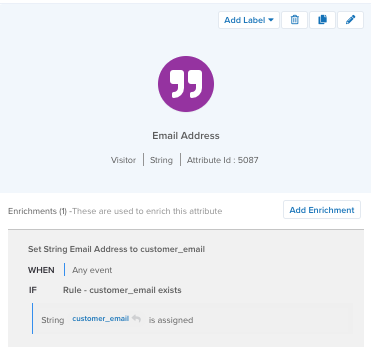 Add Label
Email Address
Visitor | String | Attribute Id : 5087
Enrichments (1) -These are used to enrich this attribute
Add Enrichment
Set String Email Address to customer_email
WHEN Any event
IF Rule - customer_email exists
String customer_email is assigned